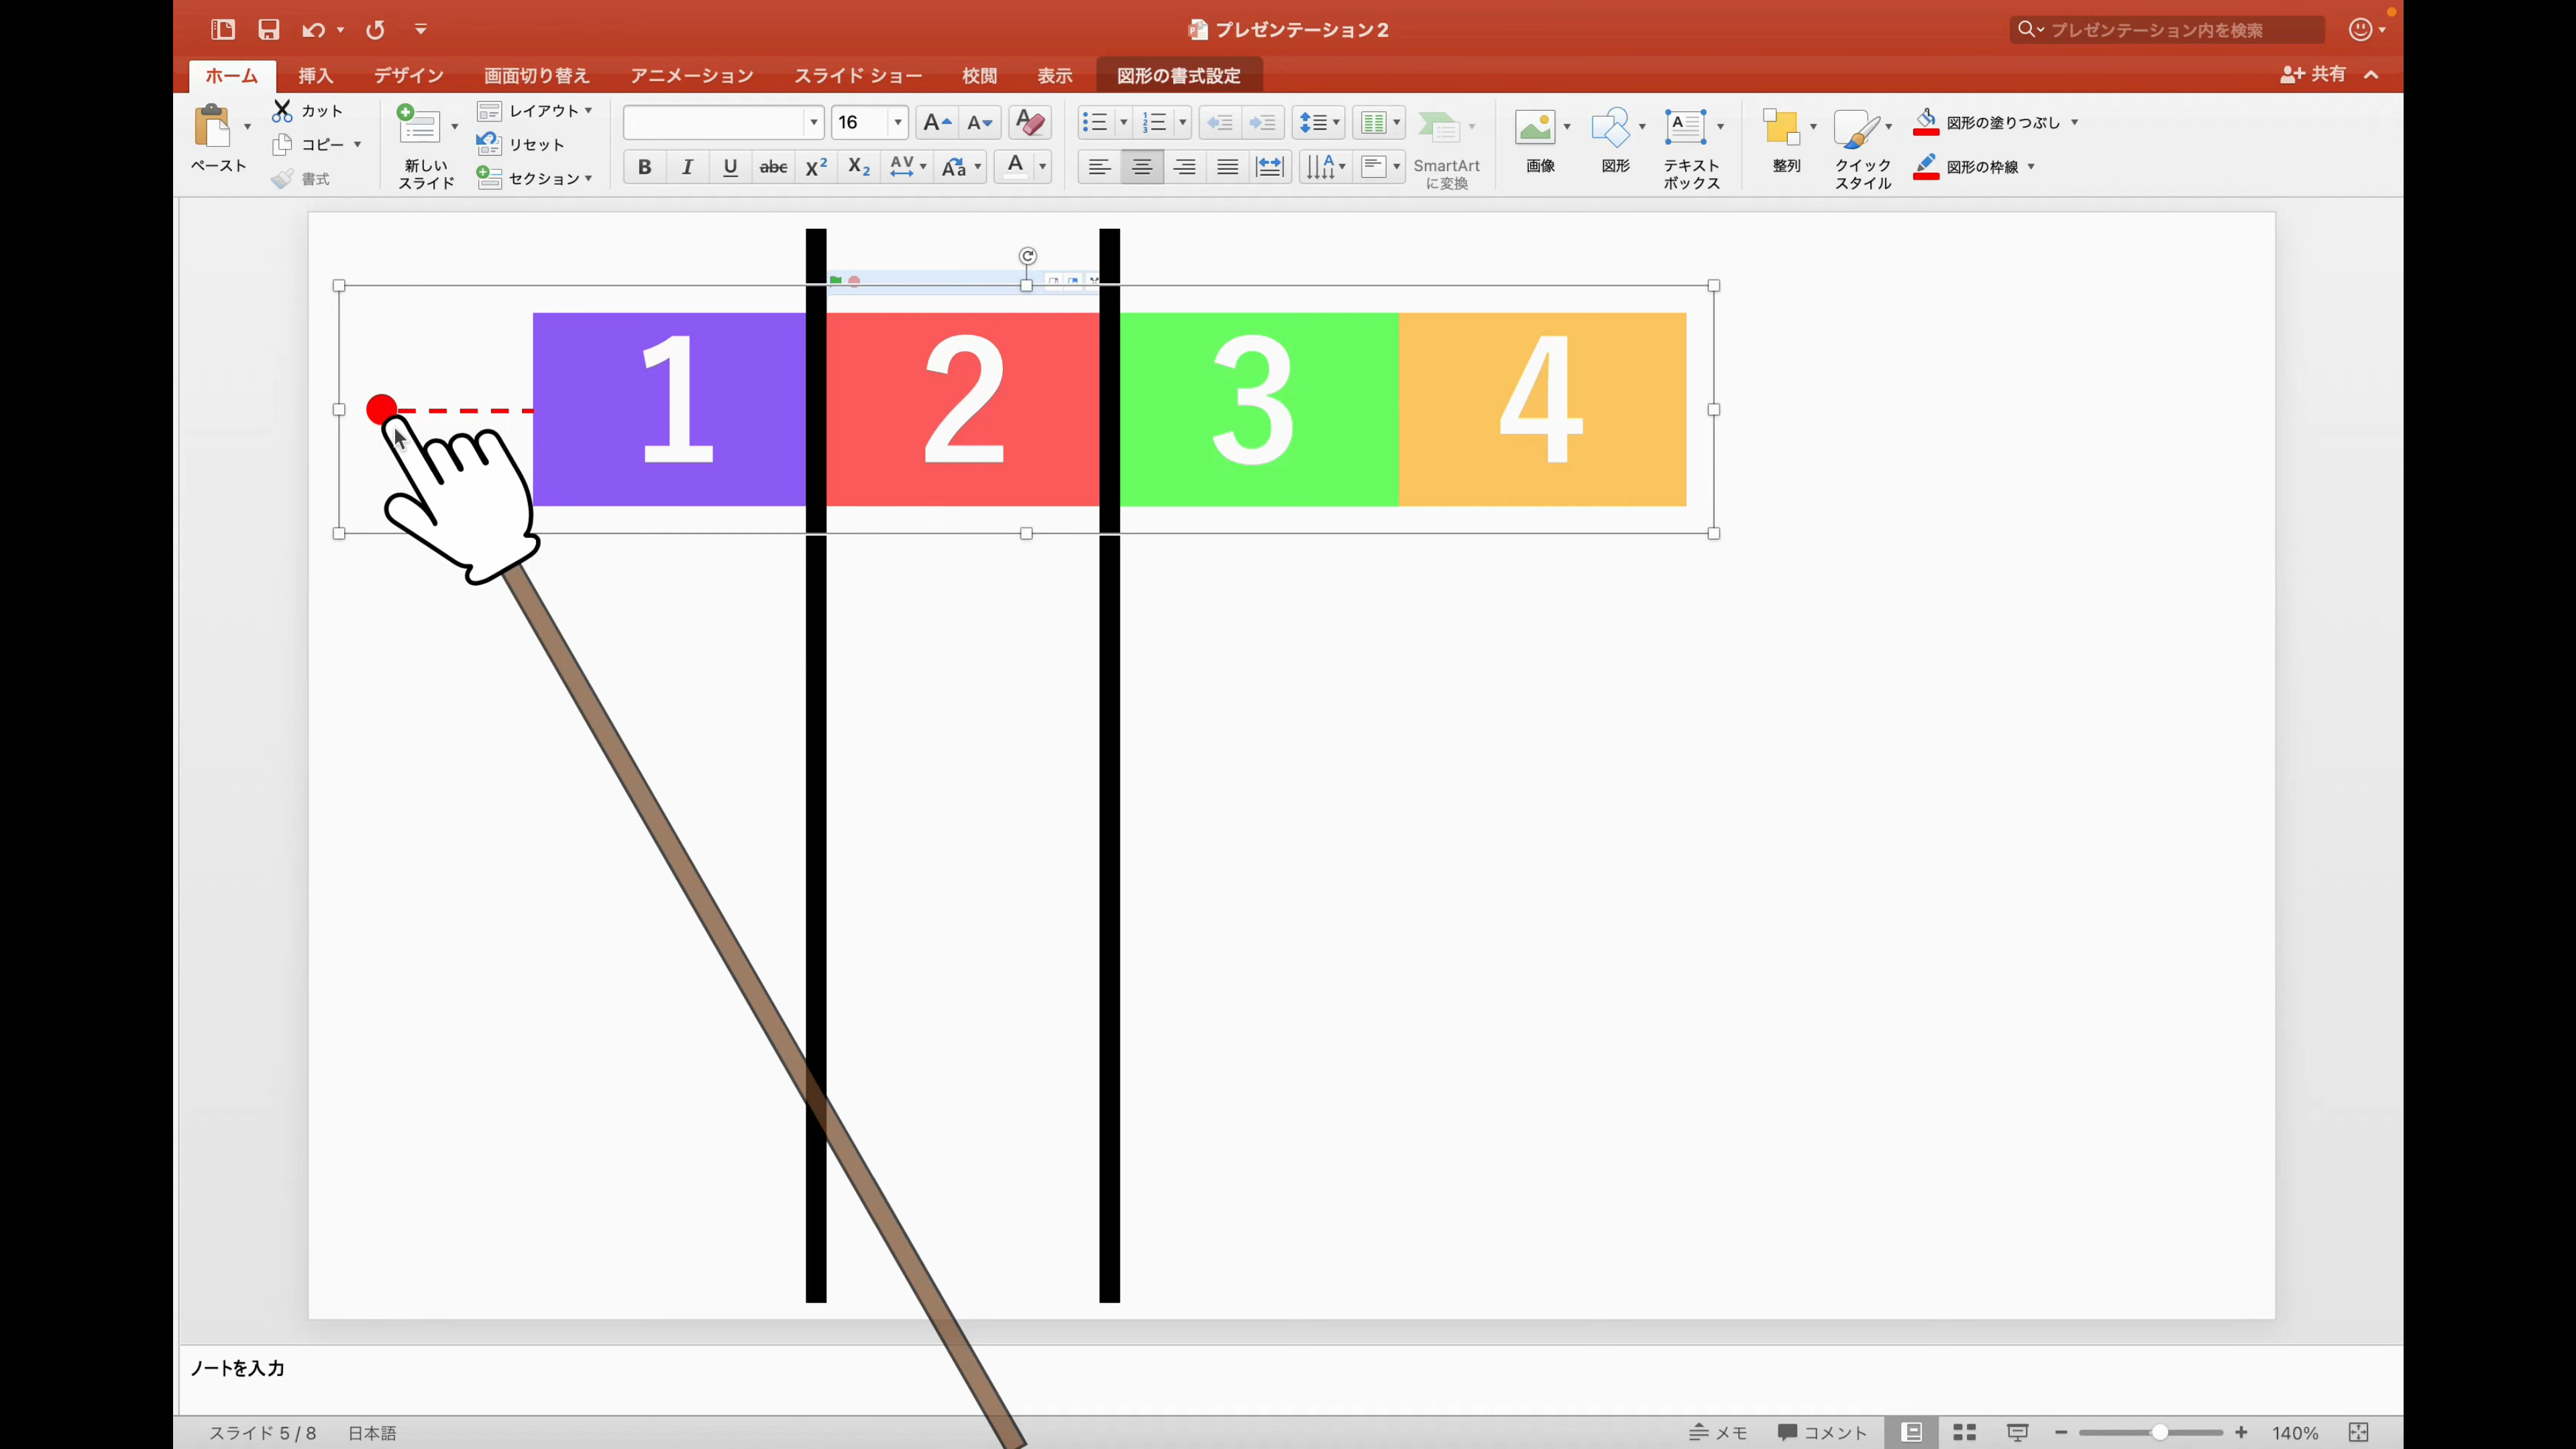 プレゼンテーション2
プレゼンテーション内を検索
ホーム 挿入 デザイン 画面切り替え アニメーション スライド ショー 校閲 表示 図形の書式設定 共有
ペースト
カット
コピー
書式
新しい
スライド
レイアウト
リセット
セクション
16
A A A
B I U abc X² X₂ AV Aa A
SmartArt
に変換
画像
図形
テキスト
ボックス
整列
クイック
スタイル
図形の塗りつぶし
図形の枠線
1 2 3 4
ノートを入力
スライド 5 / 8 日本語 メモ コメント 140%